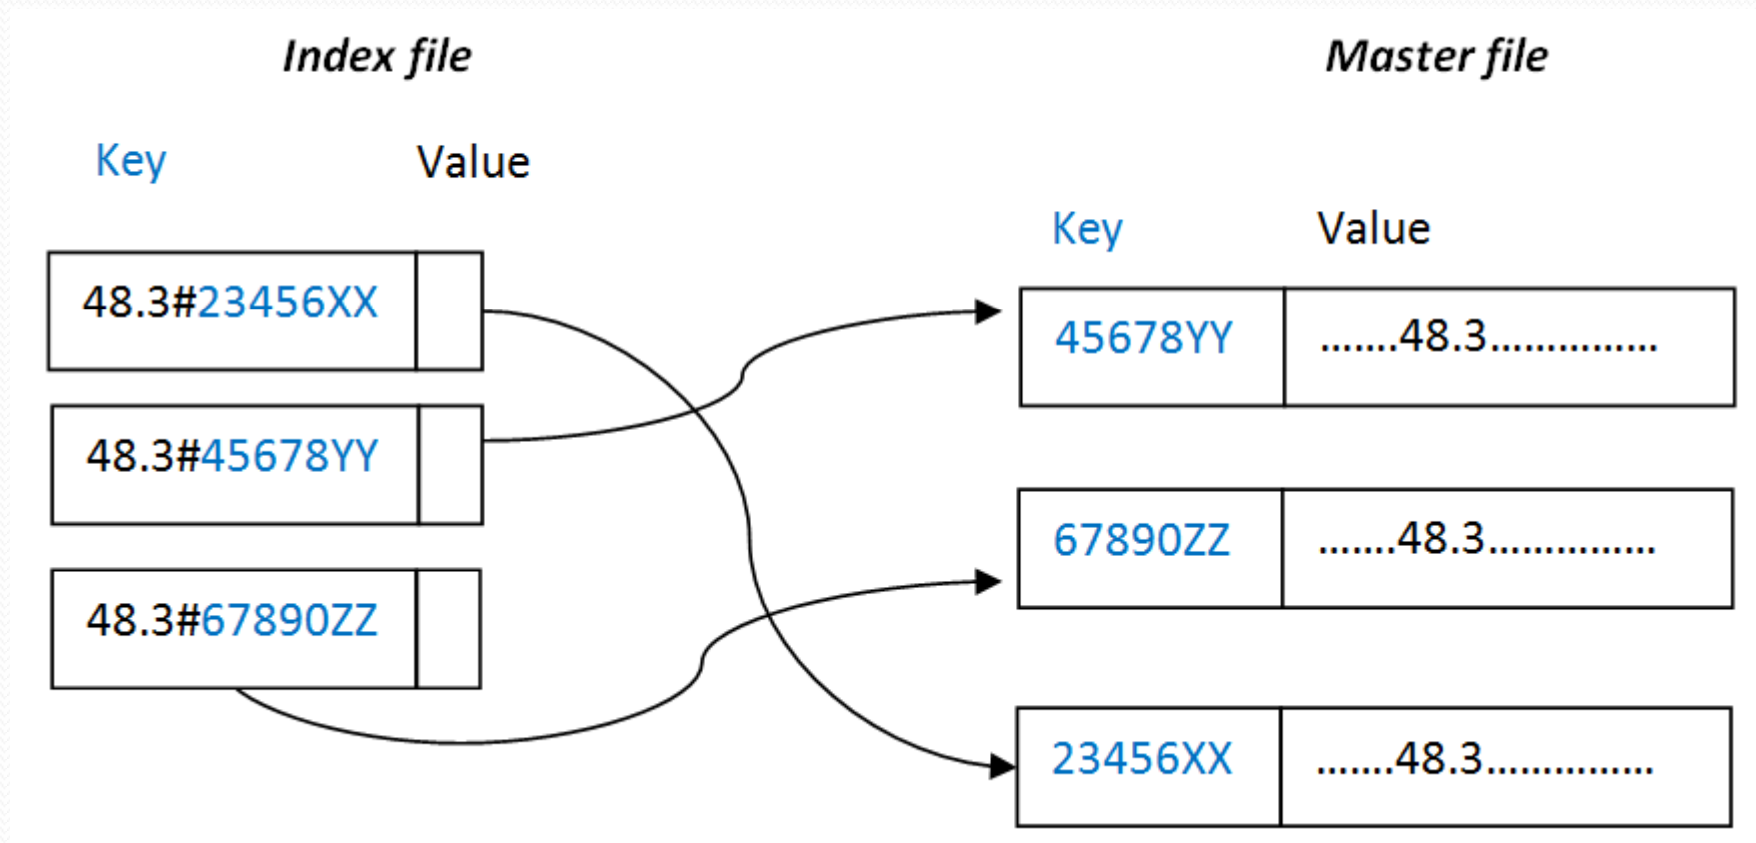 Index file
Master file
Key Value
Key Value
48.3#23456XX
45678YY …….48.3……………
48.3#45678YY
67890ZZ …….48.3……………
48.3#67890ZZ
23456XX …….48.3……………